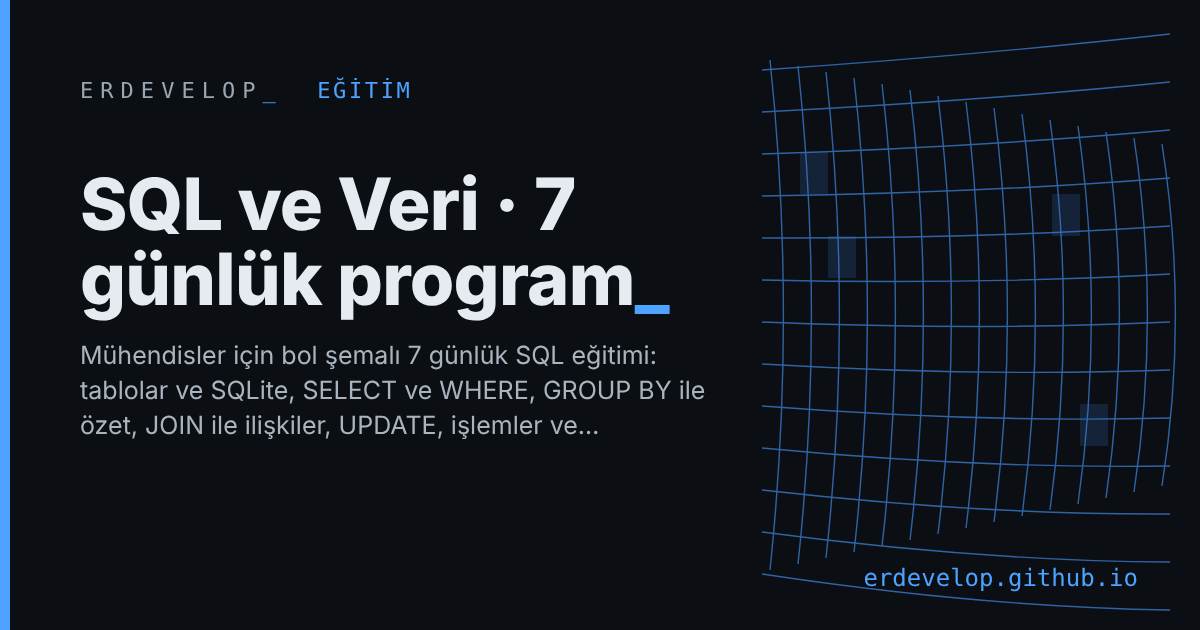 ERDEVELOP_ EĞİTİM
SQL ve Veri · 7
günlük program_
Mühendisler için bol şemalı 7 günlük SQL eğitimi:
tablolar ve SQLite, SELECT ve WHERE, GROUP BY ile
özet, JOIN ile ilişkiler, UPDATE, işlemler ve...
erdevelop.github.io